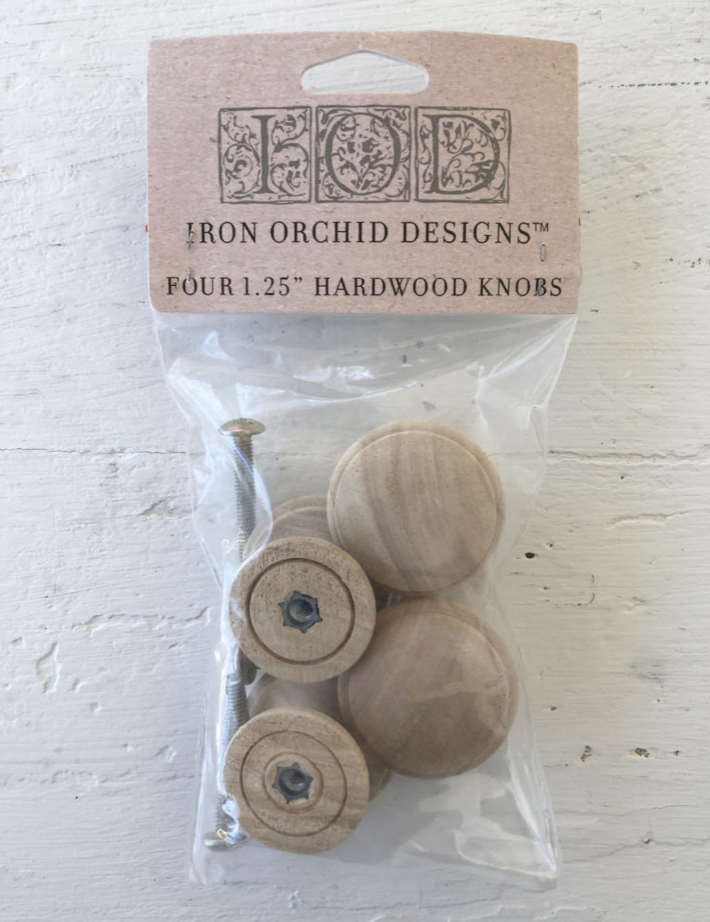 IOD
IRON ORCHID DESIGNS™
FOUR 1.25” HARDWOOD KNOBS